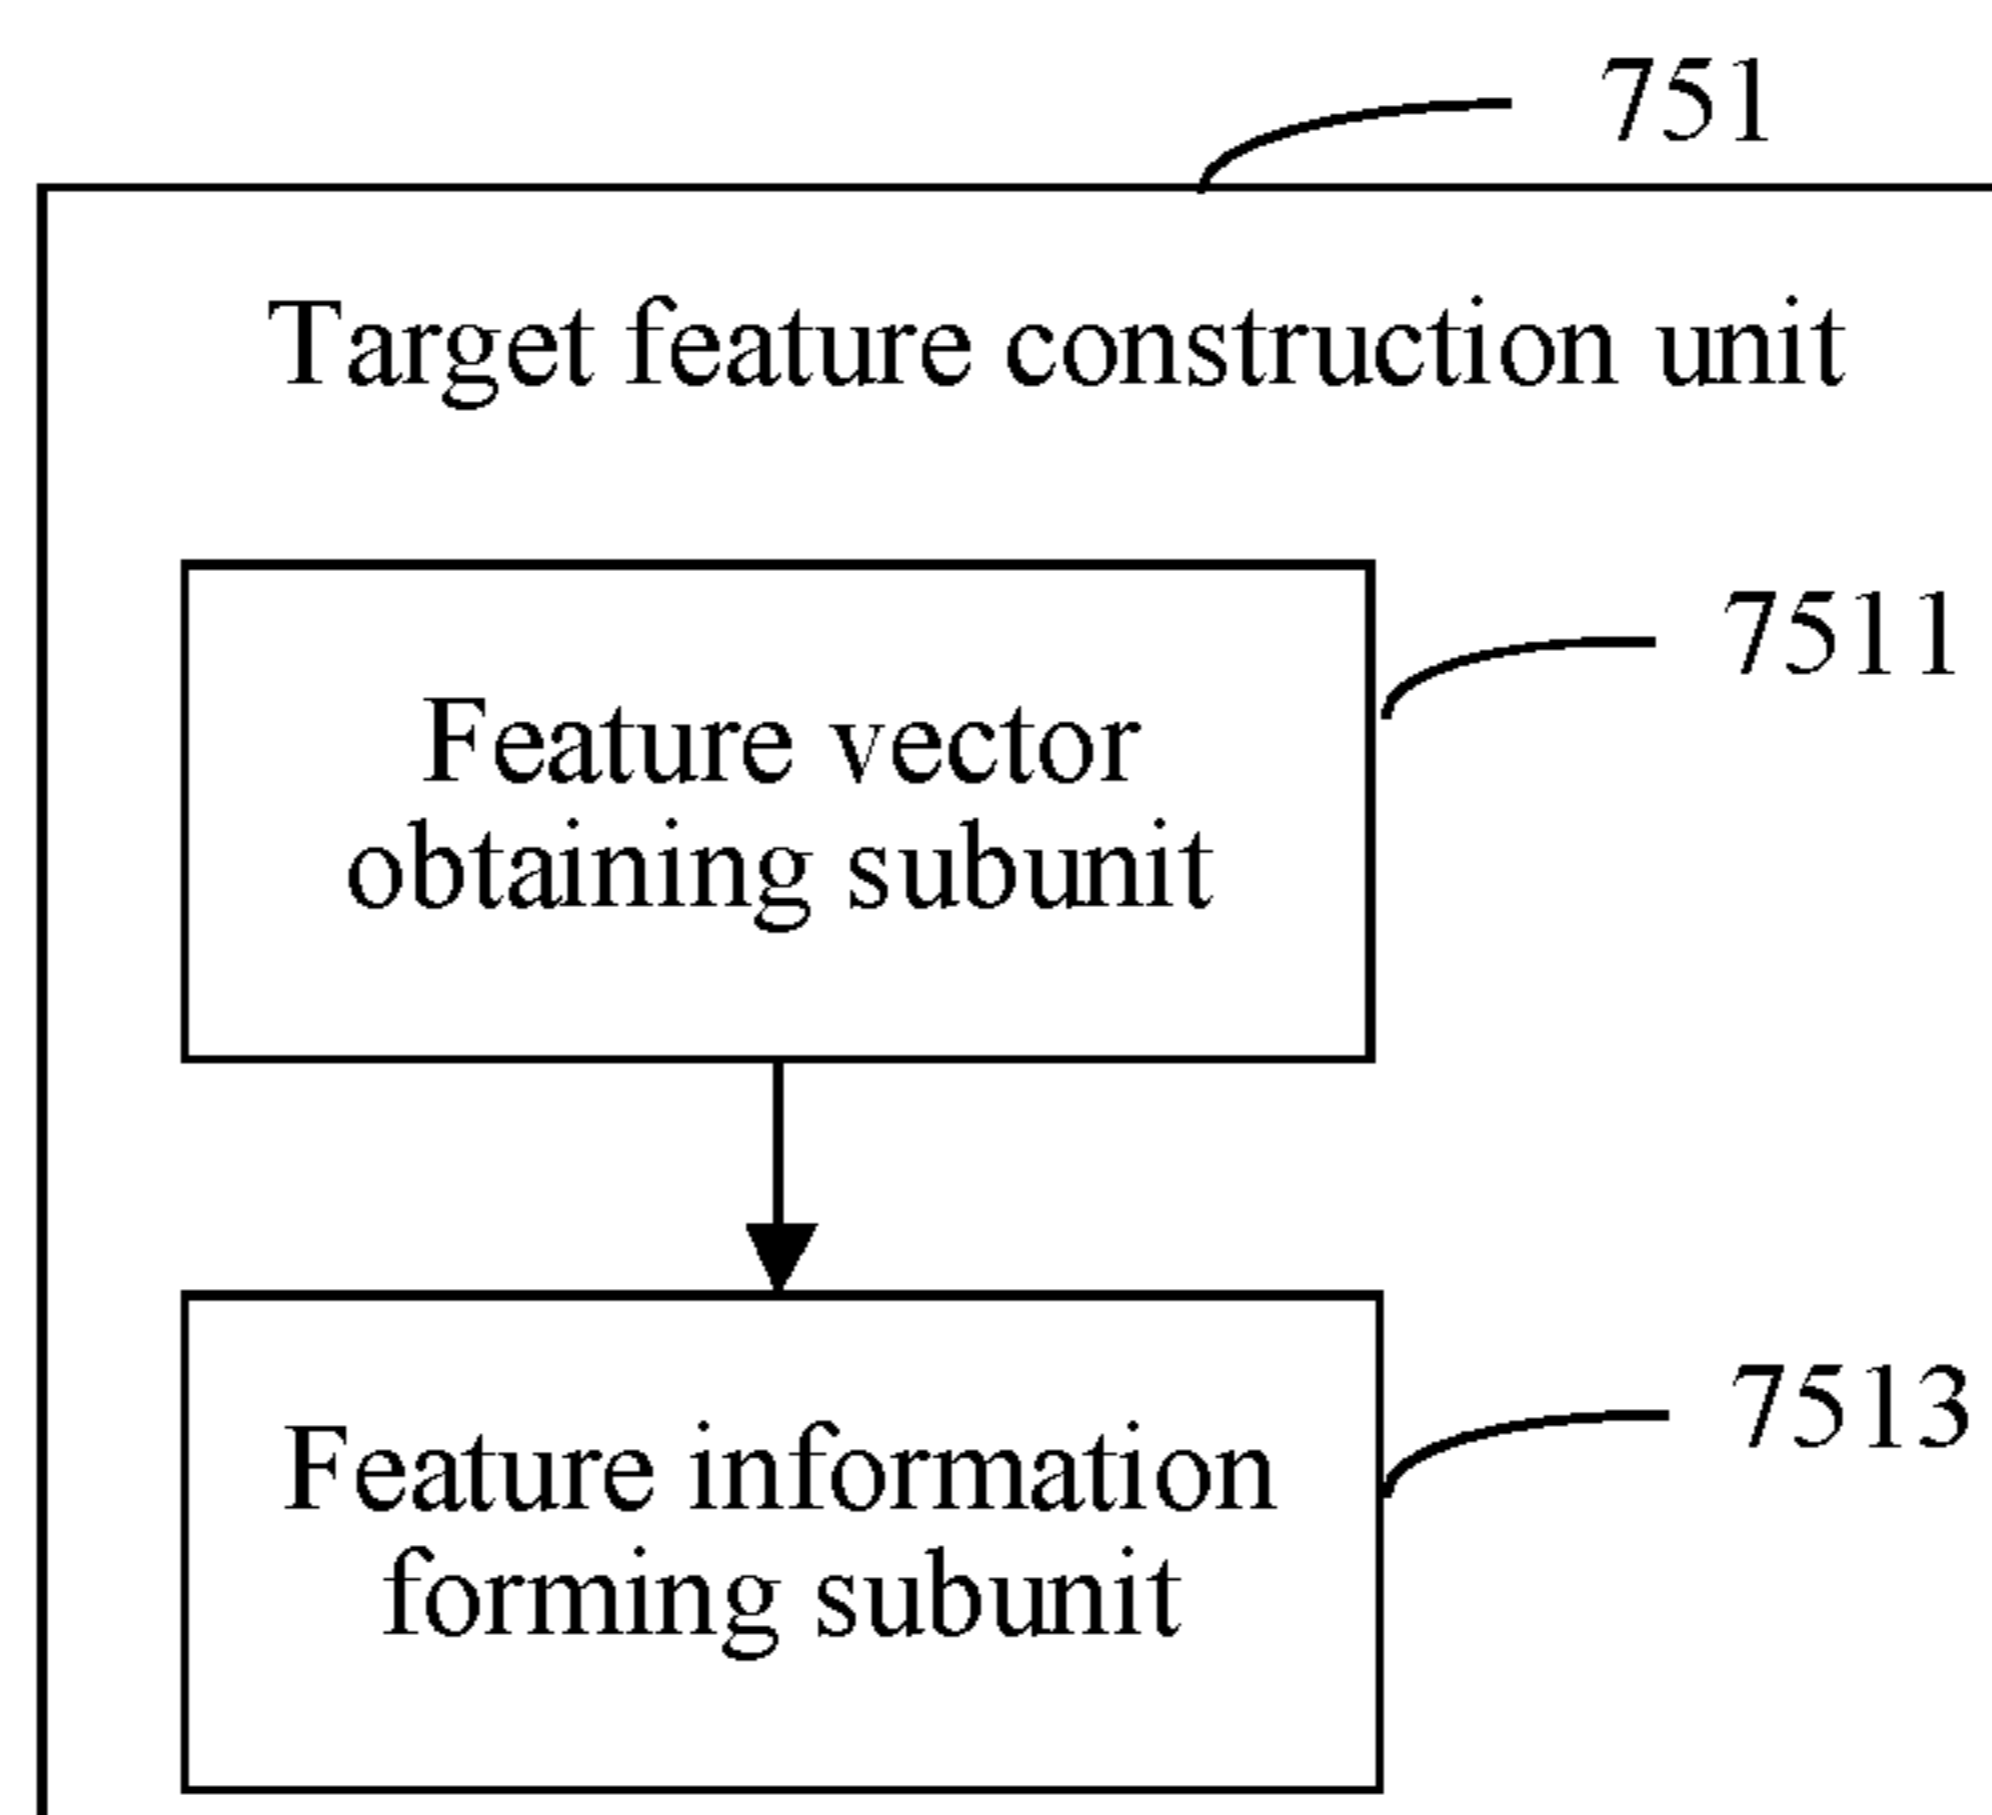 751
Target feature construction unit
7511
Feature vector
obtaining subunit
7513
Feature information
forming subunit